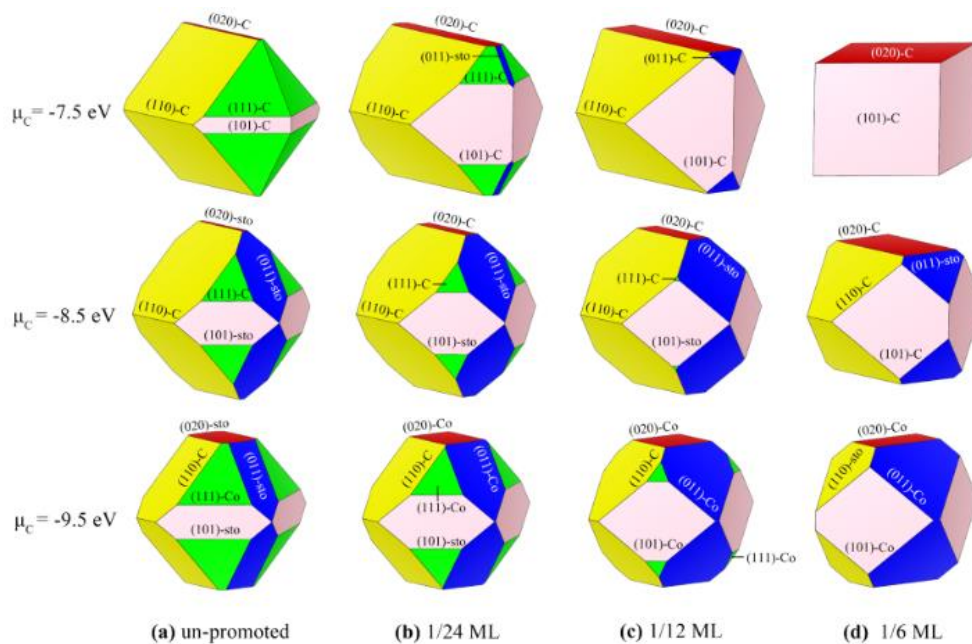 (020)-C
(110)-C
(111)-C
(101)-C
(020)-C
(011)-sto
(111)-C
(110)-C
(101)-C
(020)-C
(011)-C
(110)-C
(101)-C
(020)-C
(101)-C
μC= -7.5 eV
(020)-sto
(011)-sto
(111)-C
(110)-C
(101)-sto
(020)-C
(011)-sto
(111)-C
(110)-C
(101)-sto
(020)-C
(011)-sto
(111)-C
(110)-C
(101)-sto
(020)-C
(011)-sto
(110)-C
(101)-C
μC = -8.5 eV
(020)-sto
(110)-C
(011)-sto
(111)-Co
(101)-sto
(020)-Co
(110)-C
(011)-Co
(111)-Co
(101)-sto
(020)-Co
(110)-C
(011)-Co
(101)-Co
(111)-Co
(020)-Co
(110)-sto
(011)-Co
(101)-Co
μC = -9.5 eV
(a) un-promoted
(b) 1/24 ML
(c) 1/12 ML
(d) 1/6 ML